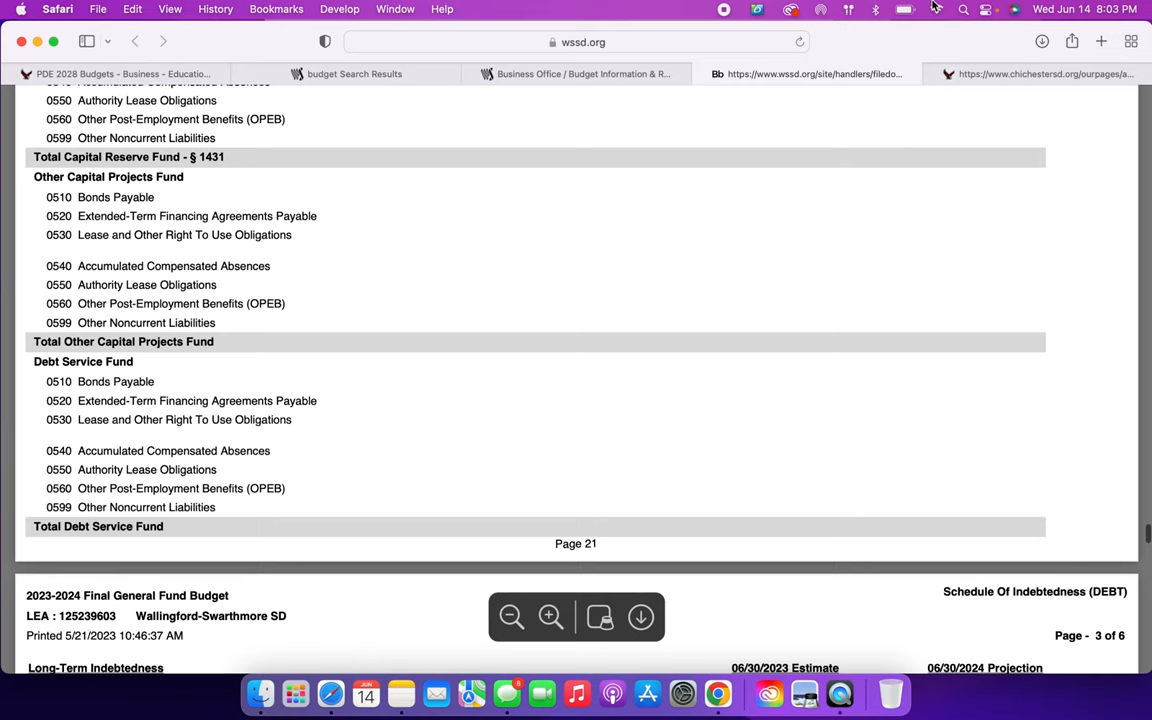 Safari File Edit View History Bookmarks Develop Window Help Wed Jun 14 8:03 PM
wssd.org
PDE 2028 Budgets - Business - Educatio... budget Search Results Business Office / Budget Information & R... https://www.wssd.org/site/handlers/filedo... https://www.chichestersd.org/ourpages/a...
0550 Authority Lease Obligations
0560 Other Post-Employment Benefits (OPEB)
0599 Other Noncurrent Liabilities
Total Capital Reserve Fund - § 1431
Other Capital Projects Fund
0510 Bonds Payable
0520 Extended-Term Financing Agreements Payable
0530 Lease and Other Right To Use Obligations
0540 Accumulated Compensated Absences
0550 Authority Lease Obligations
0560 Other Post-Employment Benefits (OPEB)
0599 Other Noncurrent Liabilities
Total Other Capital Projects Fund
Debt Service Fund
0510 Bonds Payable
0520 Extended-Term Financing Agreements Payable
0530 Lease and Other Right To Use Obligations
0540 Accumulated Compensated Absences
0550 Authority Lease Obligations
0560 Other Post-Employment Benefits (OPEB)
0599 Other Noncurrent Liabilities
Total Debt Service Fund
Page 21
2023-2024 Final General Fund Budget Schedule Of Indebtedness (DEBT)
LEA : 125239603 Wallingford-Swarthmore SD
Printed 5/21/2023 10:46:37 AM Page - 3 of 6
Long-Term Indebtedness 06/30/2023 Estimate 06/30/2024 Projection
JUN
14
8